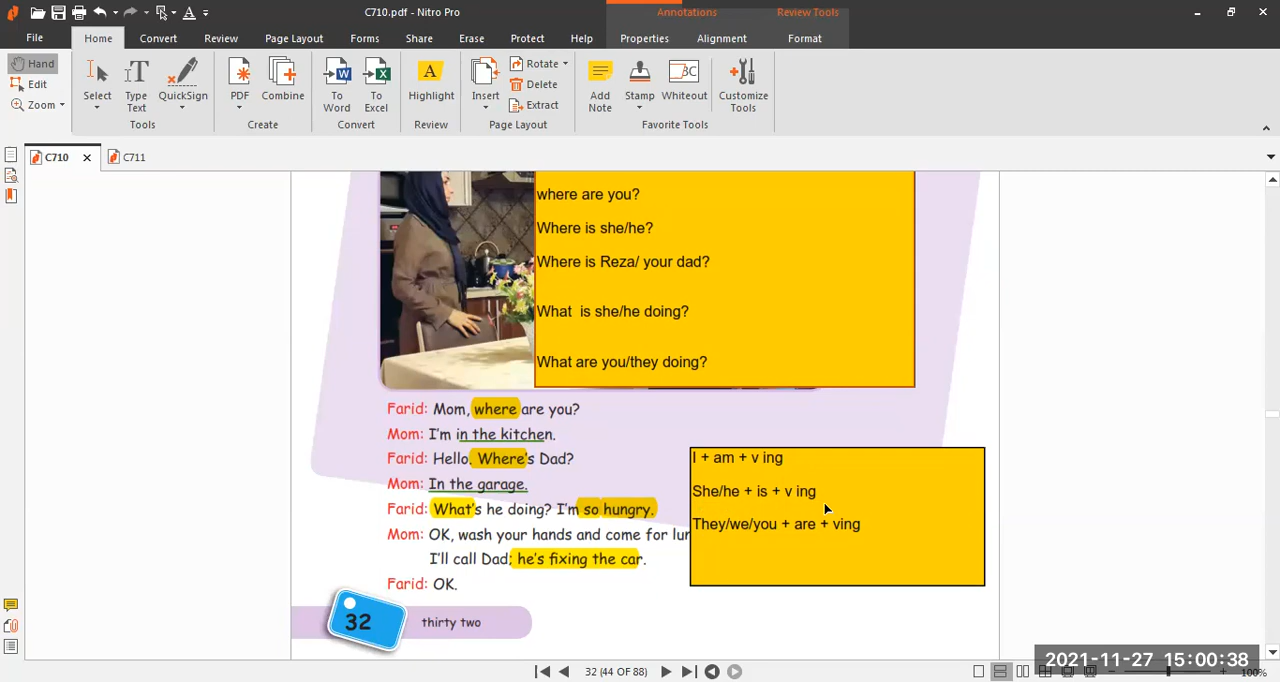 C710.pdf - Nitro Pro
Annotations
Review Tools
File
Home
Convert
Review
Page Layout
Forms
Share
Erase
Protect
Help
Properties
Alignment
Format
Hand
Edit
Zoom
Select
Type Text
QuickSign
Tools
PDF
Combine
Create
To Word
To Excel
Convert
Highlight
Review
Insert
Rotate
Delete
Extract
Page Layout
Add Note
Stamp
Whiteout
Customize Tools
Favorite Tools
C710
C711
where are you?
Where is she/he?
Where is Reza/ your dad?
What  is she/he doing?
What are you/they doing?
Farid: Mom, where are you?
Mom: I'm in the kitchen.
Farid: Hello. Where's Dad?
Mom: In the garage.
Farid: What's he doing? I'm so hungry.
Mom: OK, wash your hands and come for lun
I'll call Dad; he's fixing the car.
Farid: OK.
I + am + v ing
She/he + is + v ing
They/we/you + are + ving
32
thirty two
32 (44 OF 88)
2021-11-27 15:00:38
100%